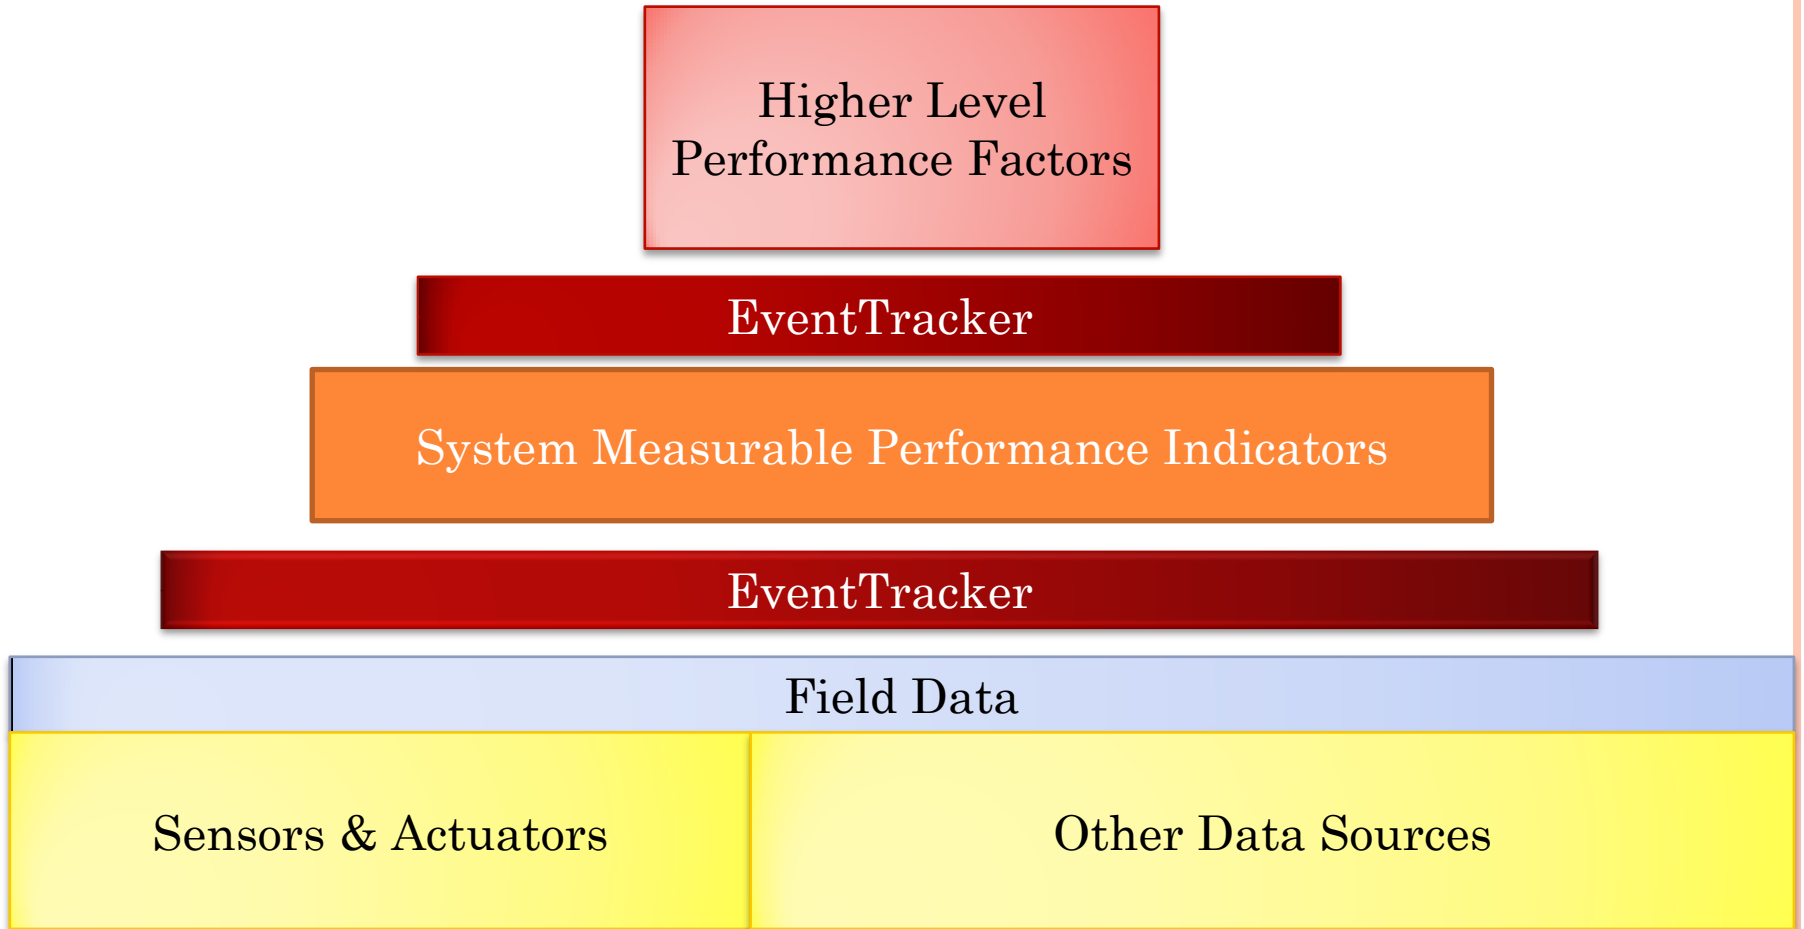 Higher Level
Performance Factors
EventTracker
System Measurable Performance Indicators
EventTracker
Field Data
Sensors & Actuators
Other Data Sources